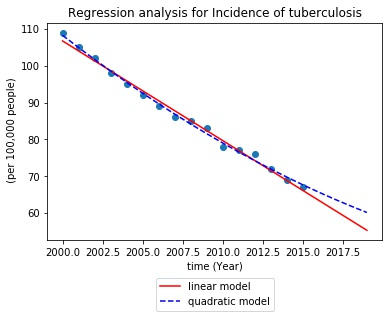 Regression analysis for Incidence of tuberculosis
(per 100,000 people)
110
100
90
80
70
60
2000.0 2002.5 2005.0 2007.5 2010.0 2012.5 2015.0 2017.5
time (Year)
linear model
quadratic model